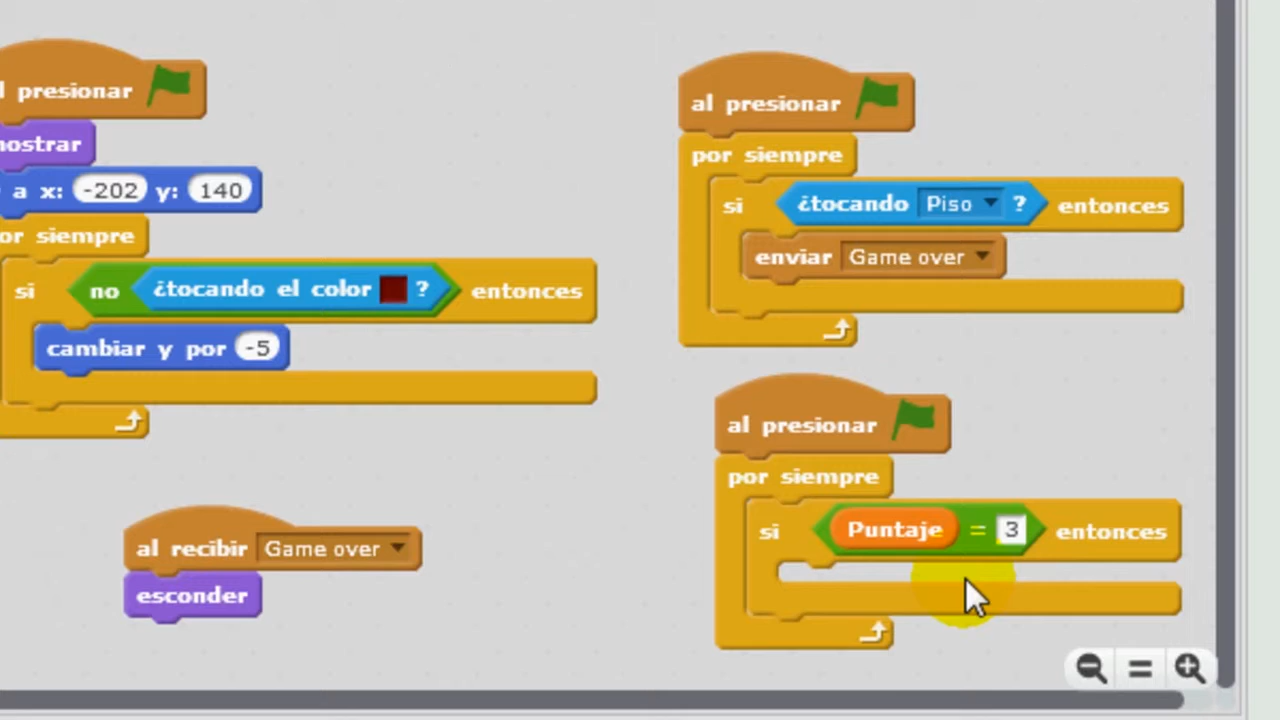 l presionar
ostrar
a x: -202 y: 140
or siempre
si no ¿tocando el color ? entonces
cambiar y por -5
al recibir Game over
esconder
al presionar
por siempre
si ¿tocando Piso ? entonces
enviar Game over
al presionar
por siempre
si Puntaje = 3 entonces